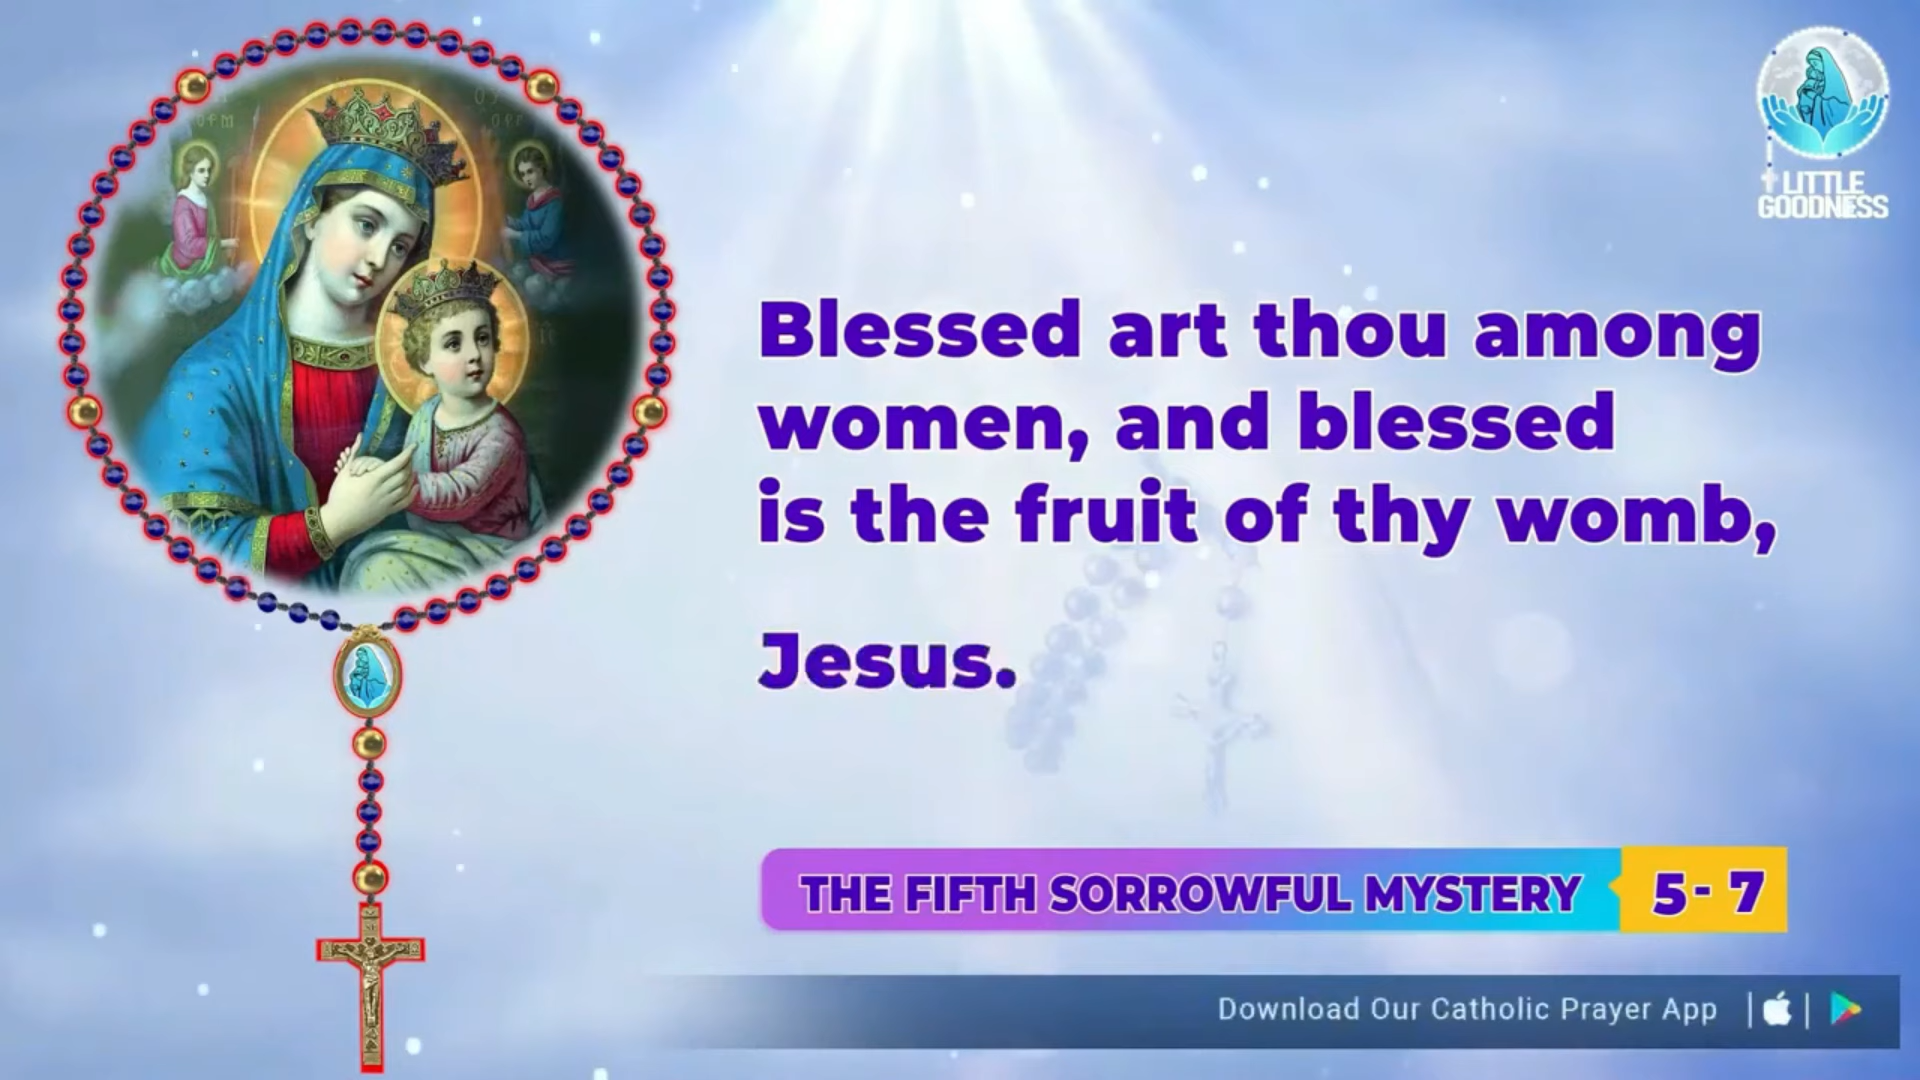 LITTLE
GOODNESS
Blessed art thou among
women, and blessed
is the fruit of thy womb,
Jesus.
THE FIFTH SORROWFUL MYSTERY 5- 7
Download Our Catholic Prayer App